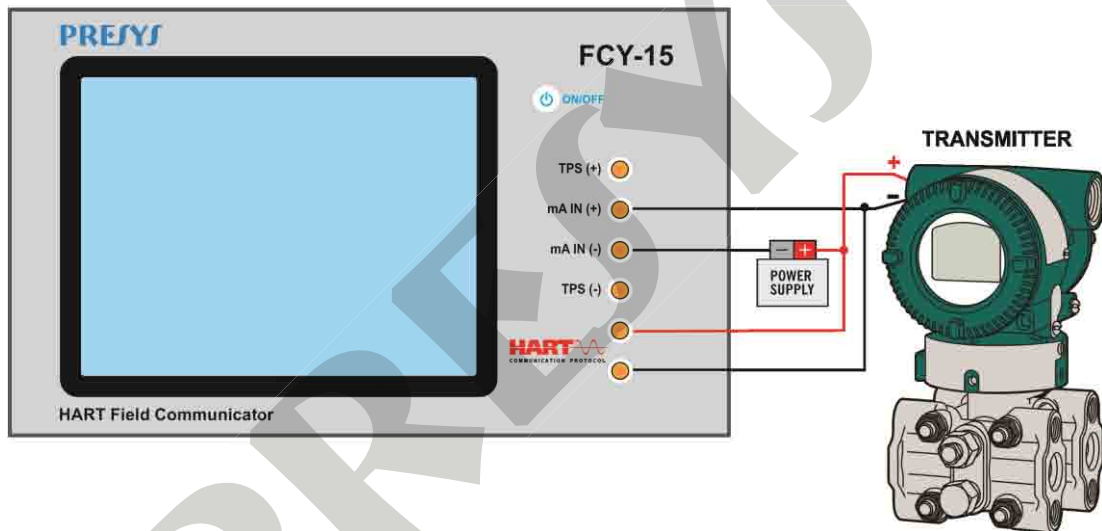 PRESYS
FCY-15
ON/OFF
TRANSMITTER
TPS (+)
+
mA IN (+)
-
mA IN (-)
- +
POWER
SUPPLY
TPS (-)
HART
COMMUNICATION PROTOCOL
HART Field Communicator
PRESYS